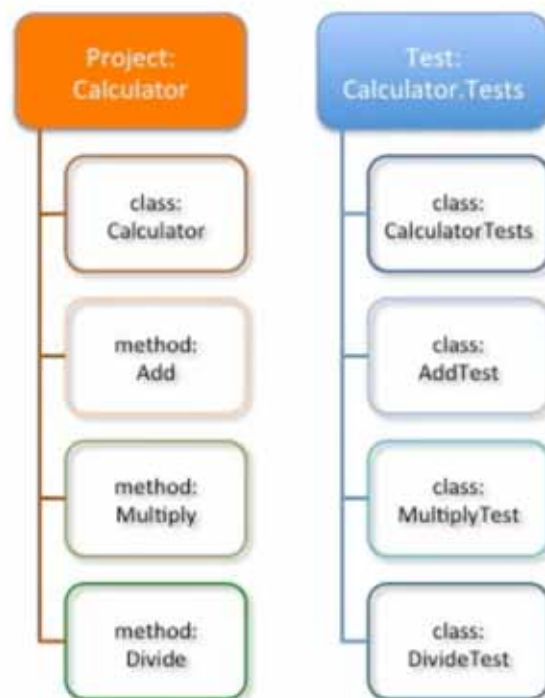 Project:
Calculator
class:
Calculator
method:
Add
method:
Multiply
method:
Divide
Test:
Calculator.Tests
class:
CalculatorTests
class:
AddTest
class:
MultiplyTest
class:
DivideTest